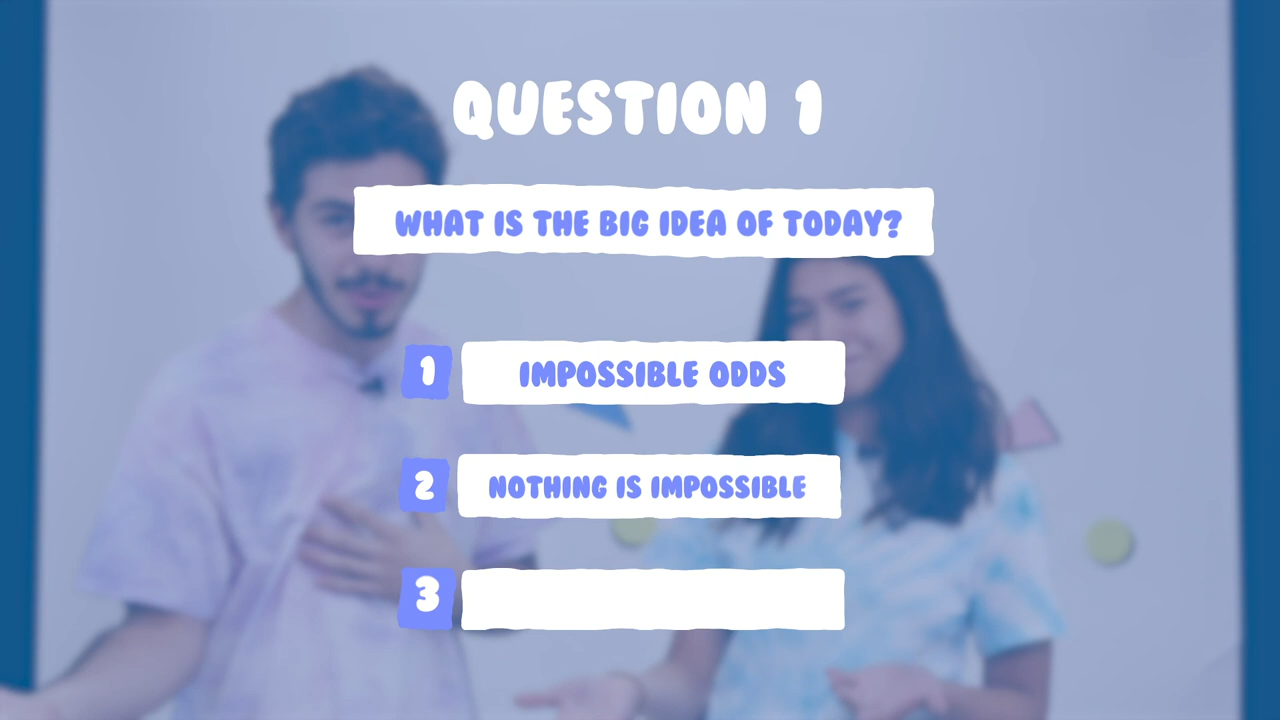 QUESTION 1
WHAT IS THE BIG IDEA OF TODAY?
1 IMPOSSIBLE ODDS
2 NOTHING IS IMPOSSIBLE
3